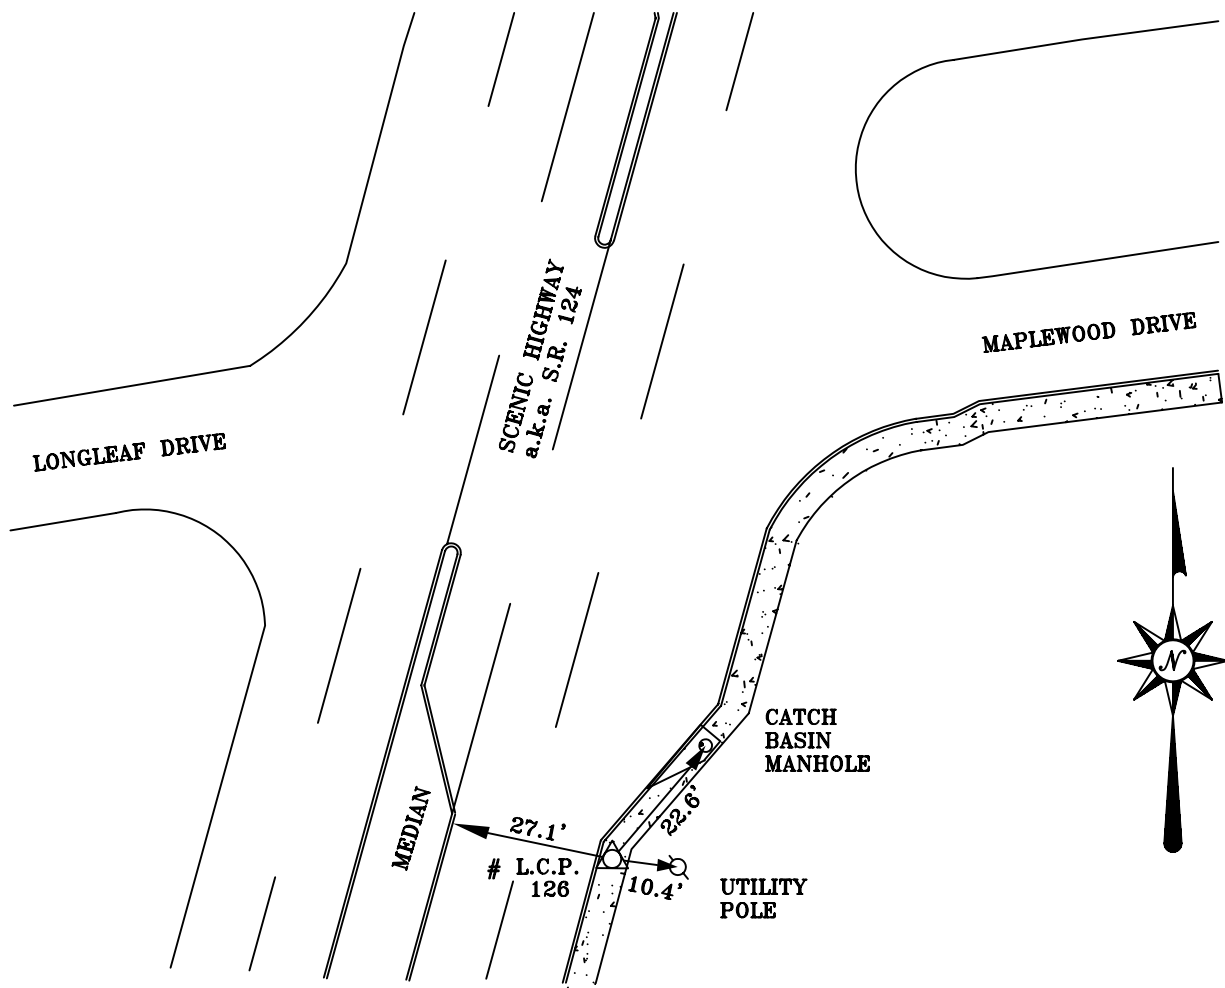 SCENIC HIGHWAY
a.k.a. S.R. 124
MAPLEWOOD DRIVE
LONGLEAF DRIVE
N
CATCH
BASIN
MANHOLE
22.6'
MEDIAN
27.1'
# L.C.P.
126
10.4'
UTILITY
POLE